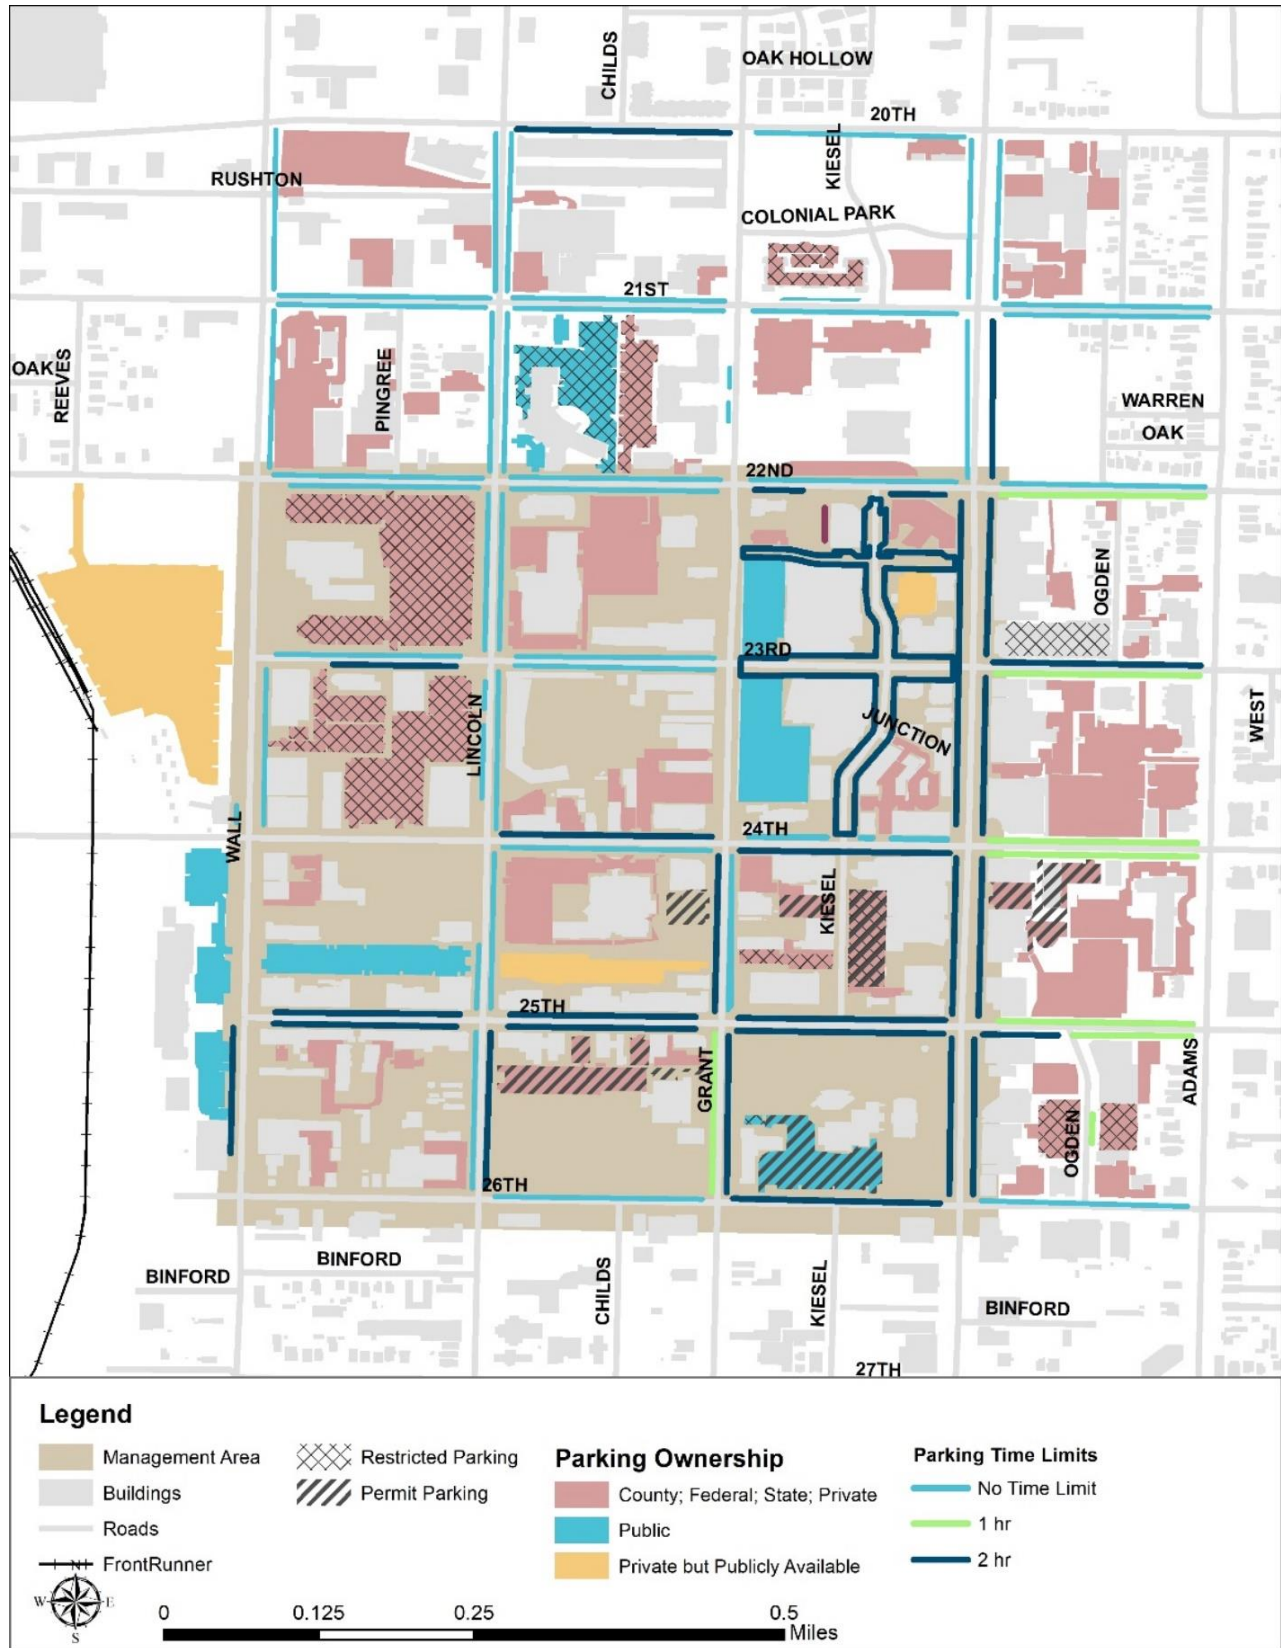 CHILDS
OAK HOLLOW
20TH
KIESEL
RUSHTON
COLONIAL PARK
21ST
OAK
REEVES
PINGREE
WARREN
OAK
22ND
OGDEN
23RD
JUNCTION
LINCOLN
WEST
WALL
24TH
KIESEL
25TH
GRANT
ADAMS
OGDEN
26TH
BINFORD
BINFORD
CHILDS
KIESEL
BINFORD
27TH
Legend
Management Area
Buildings
Roads
FrontRunner
Restricted Parking
Permit Parking
Parking Ownership
County; Federal; State; Private
Public
Private but Publicly Available
Parking Time Limits
No Time Limit
1 hr
2 hr
N
W E
S
0 0.125 0.25 0.5
Miles